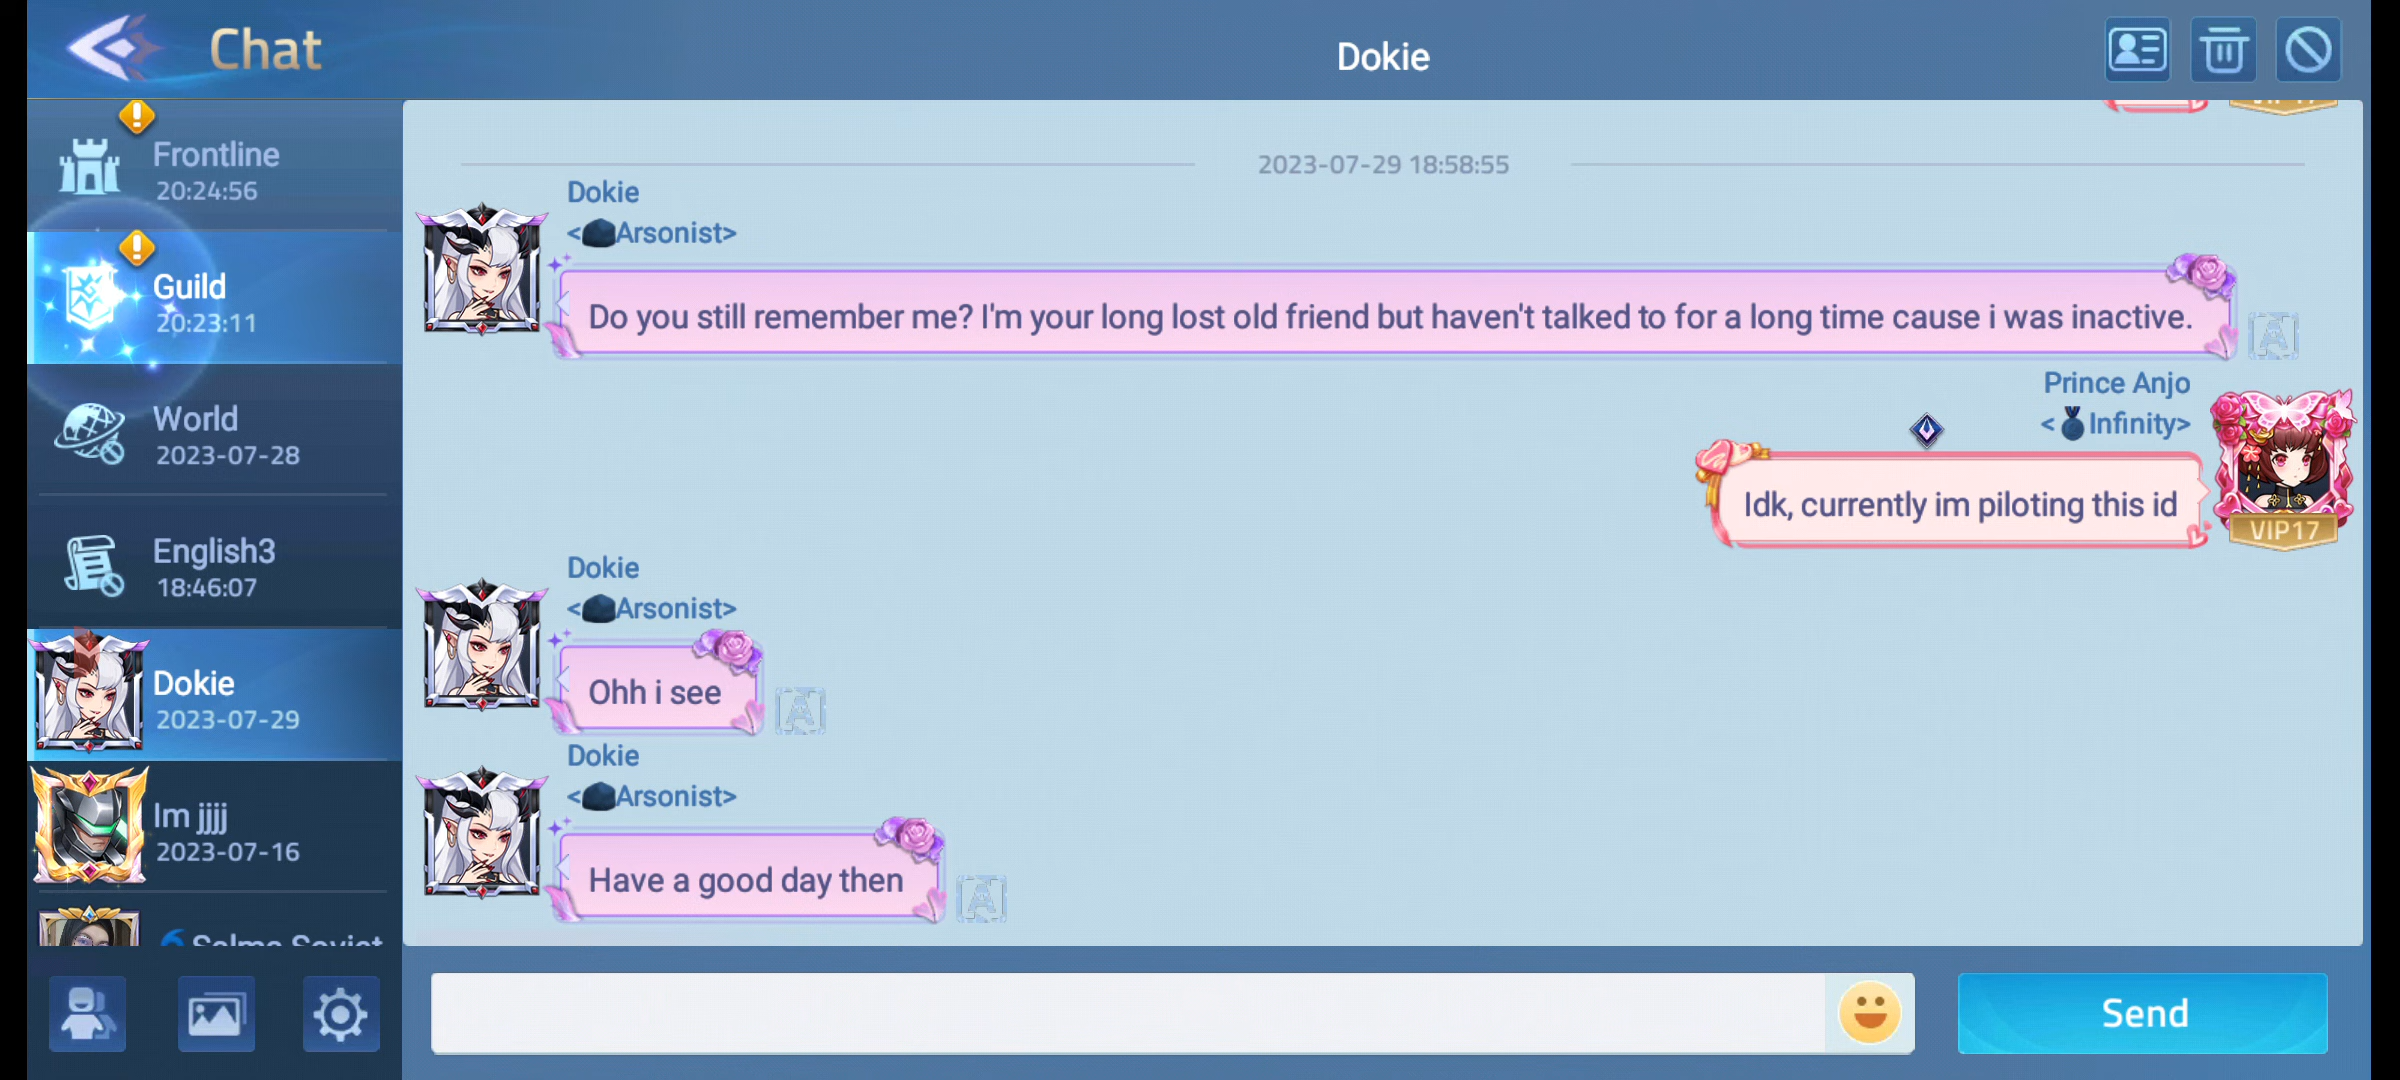 Chat
Dokie
Frontline
20:24:56
Guild
20:23:11
World
2023-07-28
English3
18:46:07
Dokie
2023-07-29
Im jjjj
2023-07-16
2023-07-29 18:58:55
Dokie
<Arsonist>
Do you still remember me? I'm your long lost old friend but haven't talked to for a long time cause i was inactive.
Prince Anjo
<Infinity>
Idk, currently im piloting this id
VIP17
Dokie
<Arsonist>
Ohh i see
Dokie
<Arsonist>
Have a good day then
Send